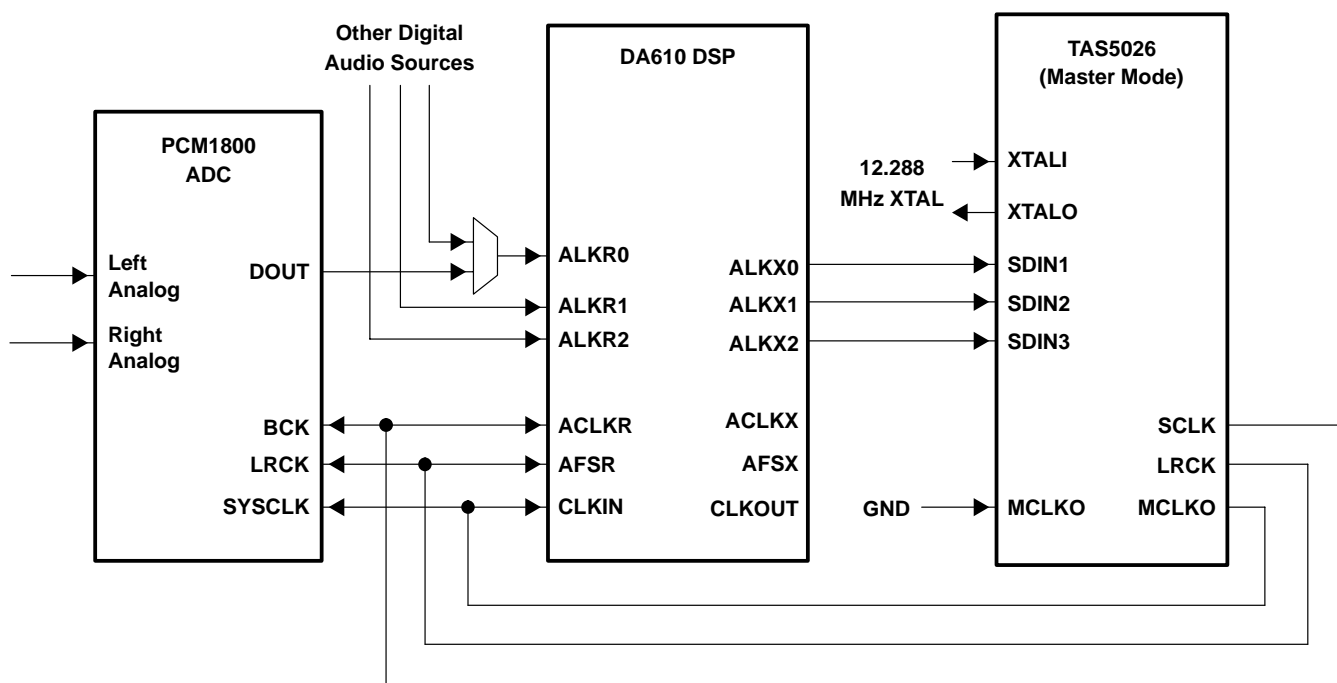 Other Digital
Audio Sources
PCM1800
ADC
Left
Analog
Right
Analog
DOUT
BCK
LRCK
SYSCLK
DA610 DSP
ALKR0
ALKR1
ALKR2
ACLKR
AFSR
CLKIN
ALKX0
ALKX1
ALKX2
ACLKX
AFSX
CLKOUT
12.288
MHz XTAL
GND
TAS5026
(Master Mode)
XTALI
XTALO
SDIN1
SDIN2
SDIN3
MCLKO
SCLK
LRCK
MCLKO